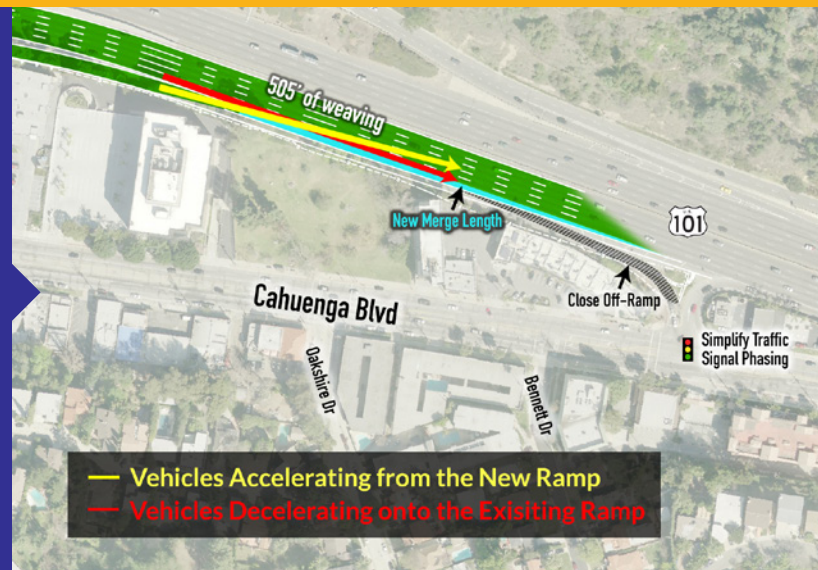 505' of weaving
New Merge Length
101
Close Off-Ramp
Cahuenga Blvd
Simplify Traffic
Signal Phasing
Oakshire Dr
Bennett Dr
Vehicles Accelerating from the New Ramp
Vehicles Decelerating onto the Exisiting Ramp